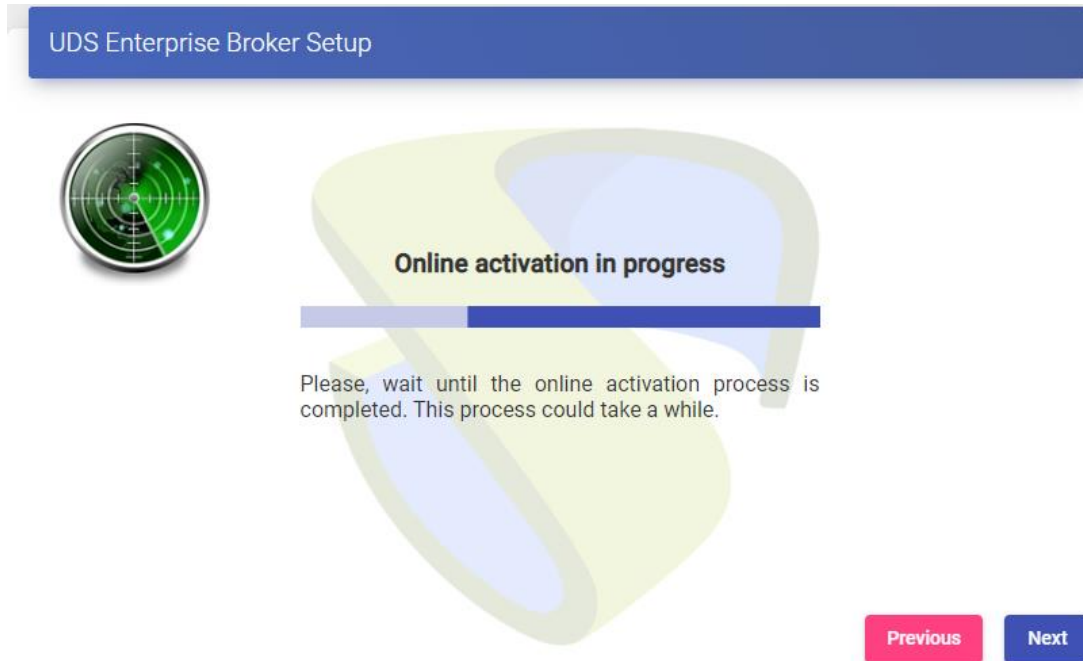 UDS Enterprise Broker Setup
Online activation in progress
Please, wait until the online activation process is
completed. This process could take a while.
Previous
Next